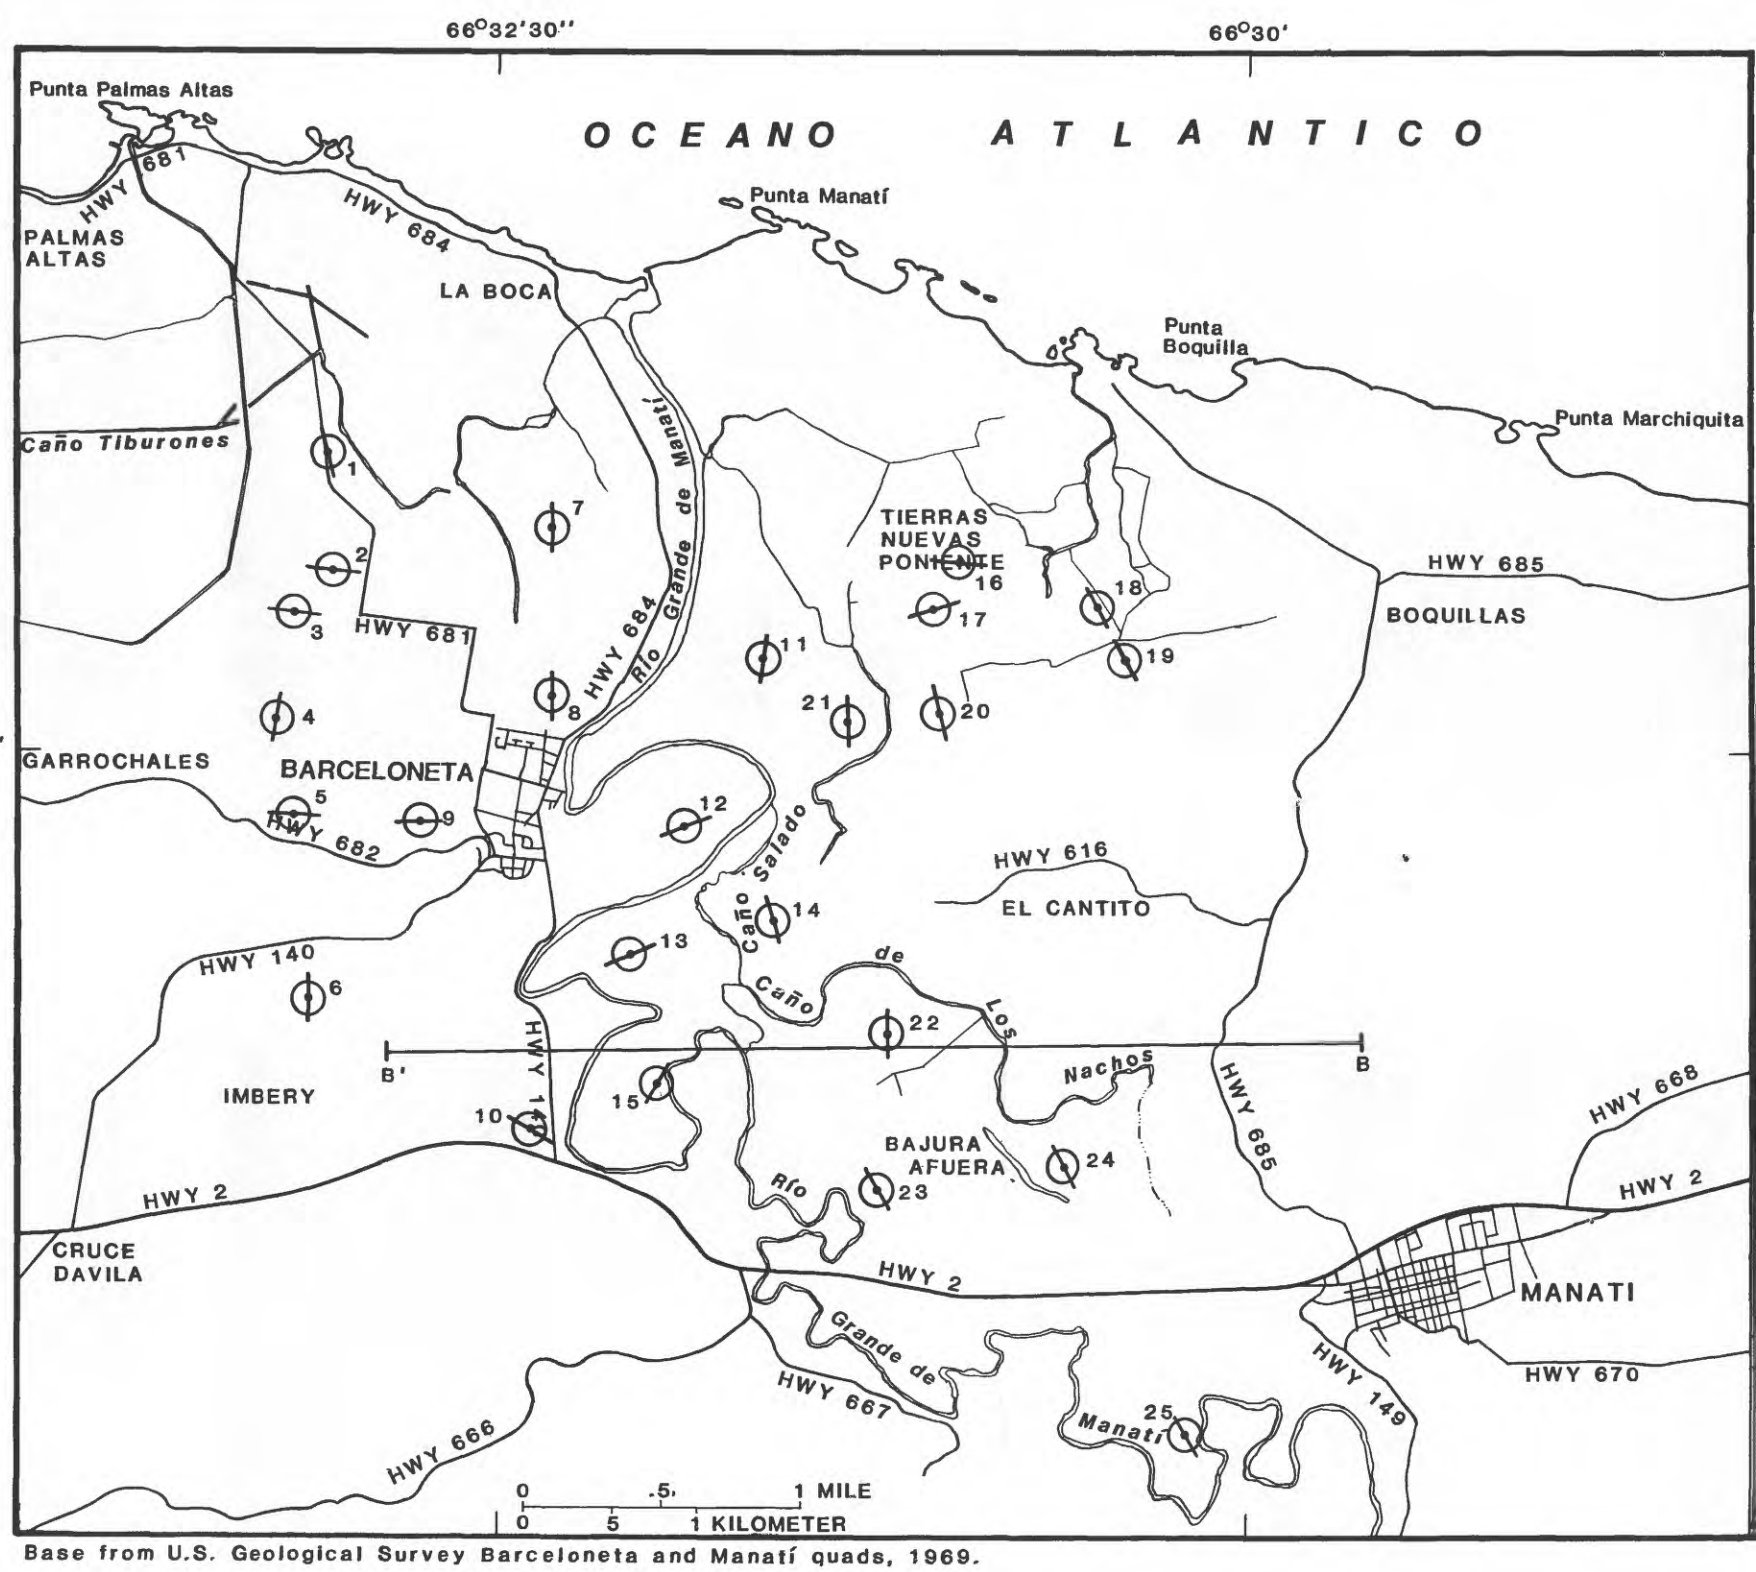 66°32'30"
66°30'
Punta Palmas Altas
OCEANO ATLANTICO
HWY 681
HWY 684
Punta Manatí
PALMAS
ALTAS
LA BOCA
Punta
Boquilla
Punta Marchiquita
Caño Tiburones
1
Río Grande de Manatí
7
TIERRAS
NUEVAS
PONIENTE
2
16
HWY 685
18
3
HWY 681
HWY 684
17
BOQUILLAS
11
19
4
8
21
20
GARROCHALES
BARCELONETA
5
9
12
HWY 682
Caño Salado
HWY 616
14
EL CANTITO
13
HWY 140
6
Caño de Los Nachos
22
B'
B
HWY 140
IMBERY
15
10
HWY 685
HWY 668
BAJURA
AFUERA
24
23
HWY 2
Río Grande de Manatí
HWY 2
CRUCE
DAVILA
HWY 2
MANATI
HWY 667
HWY 149
HWY 670
25
HWY 666
0 .5 1 MILE
0 5 1 KILOMETER
Base from U.S. Geological Survey Barceloneta and Manatí quads, 1969.